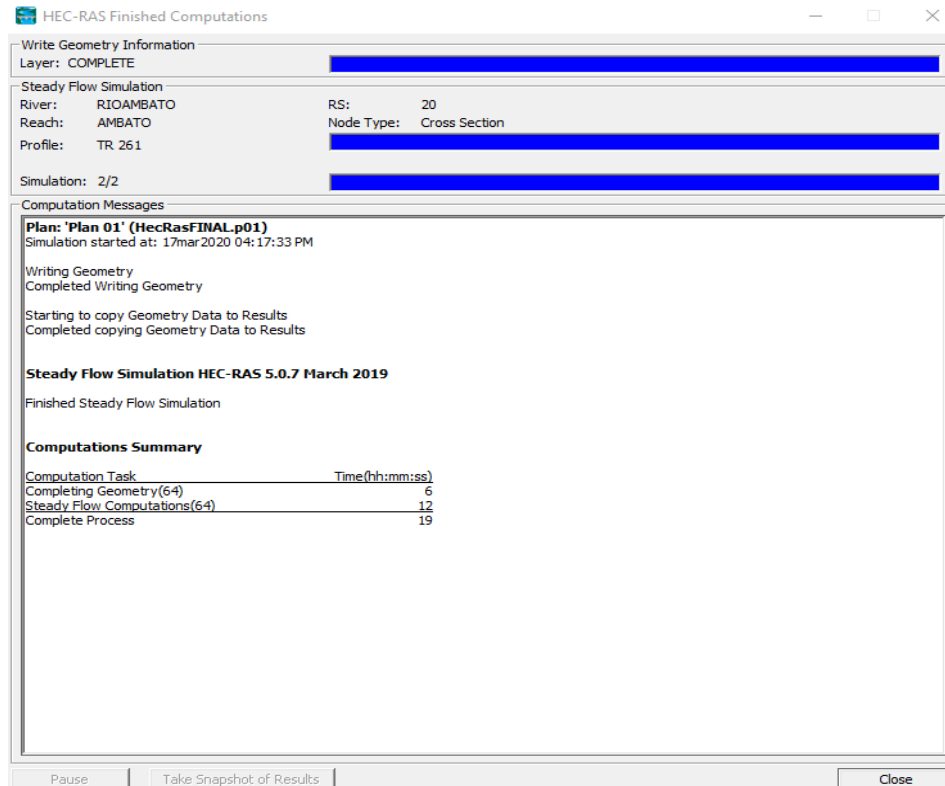 HEC-RAS Finished Computations
Write Geometry Information
Layer: COMPLETE
Steady Flow Simulation
River: RIOAMBATO RS: 20
Reach: AMBATO Node Type: Cross Section
Profile: TR 261
Simulation: 2/2
Computation Messages
Plan: 'Plan 01' (HecRasFINAL.p01)
Simulation started at: 17mar2020 04:17:33 PM
Writing Geometry
Completed Writing Geometry
Starting to copy Geometry Data to Results
Completed copying Geometry Data to Results
Steady Flow Simulation HEC-RAS 5.0.7 March 2019
Finished Steady Flow Simulation
Computations Summary
Computation Task Time(hh:mm:ss)
Completing Geometry(64) 6
Steady Flow Computations(64) 12
Complete Process 19
Pause Take Snapshot of Results Close